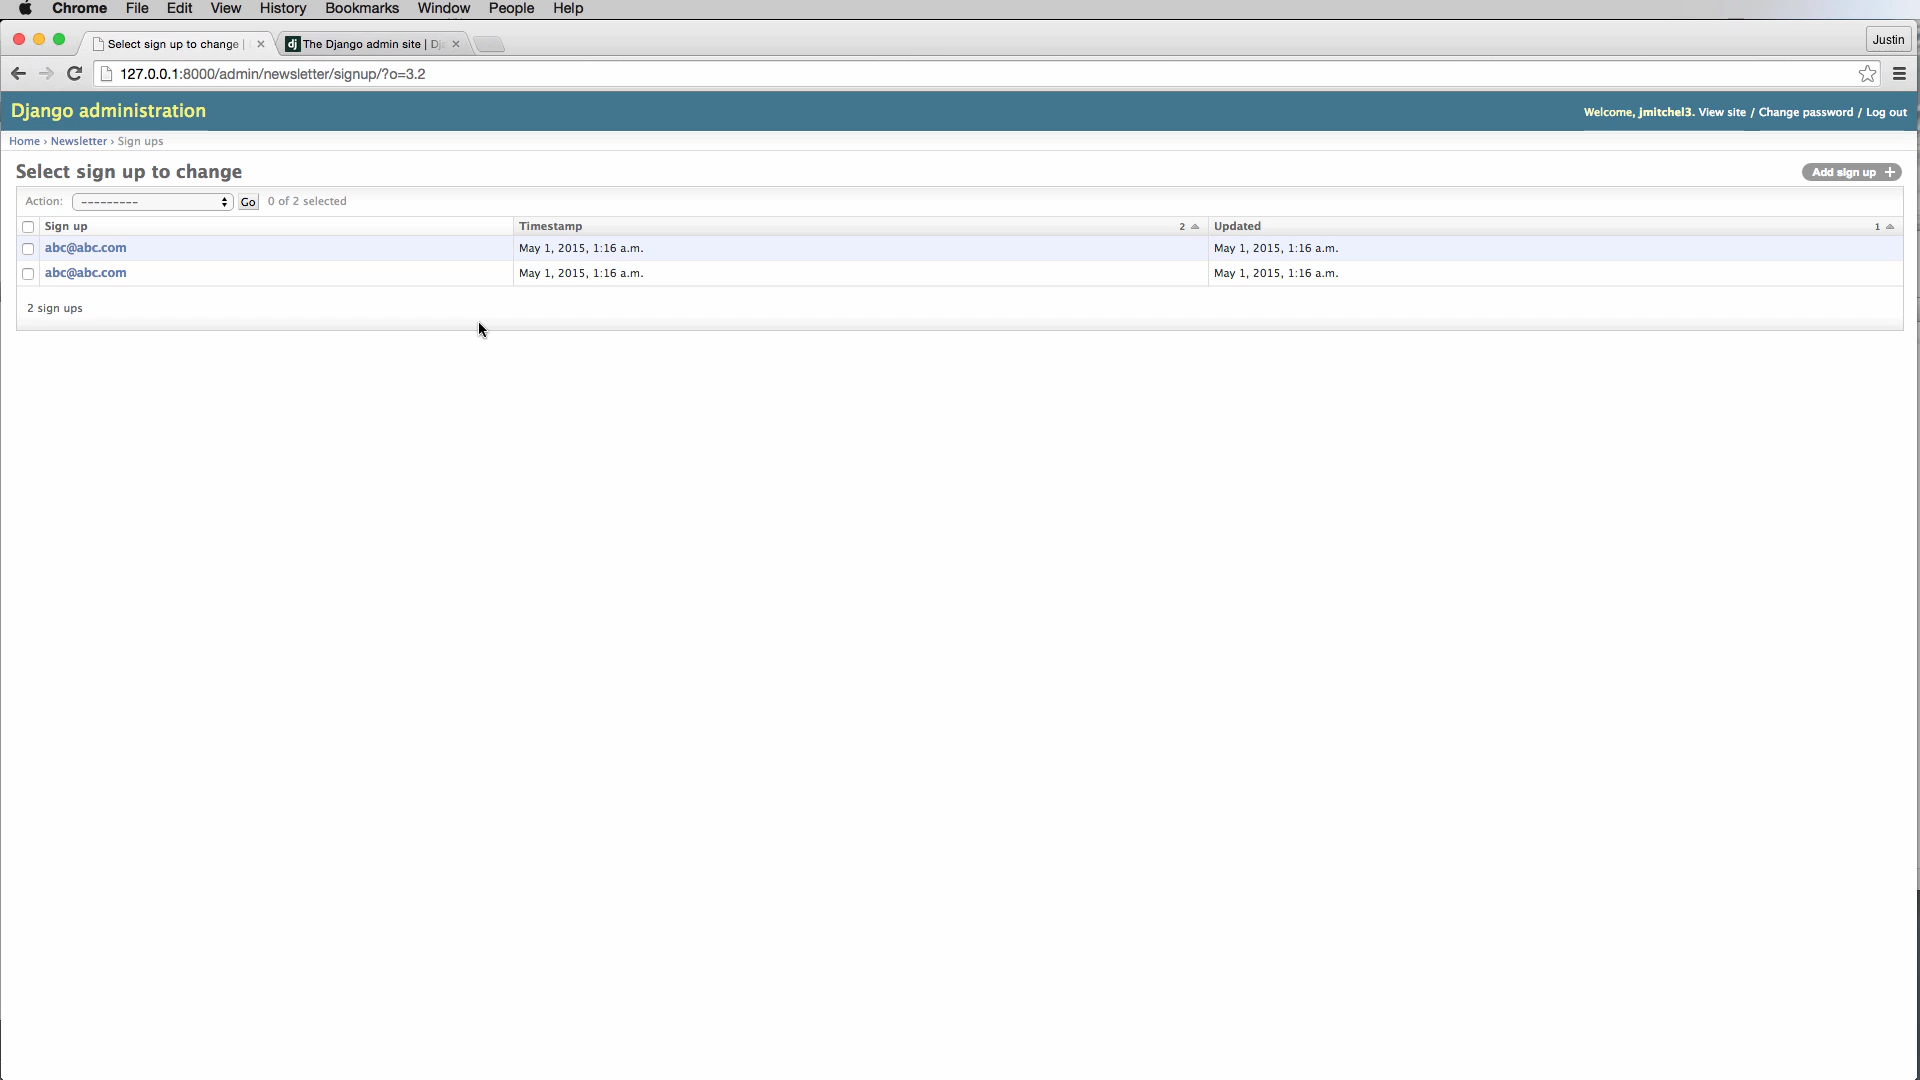 Chrome File Edit View History Bookmarks Window People Help
Select sign up to change | The Django admin site | Dj Justin
127.0.0.1:8000/admin/newsletter/signup/?o=3.2
Django administration Welcome, jmitchel3. View site / Change password / Log out
Home › Newsletter › Sign ups
Select sign up to change Add sign up +
Action: --------- Go 0 of 2 selected
Sign up Timestamp 2 Updated 1
abc@abc.com May 1, 2015, 1:16 a.m. May 1, 2015, 1:16 a.m.
abc@abc.com May 1, 2015, 1:16 a.m. May 1, 2015, 1:16 a.m.
2 sign ups